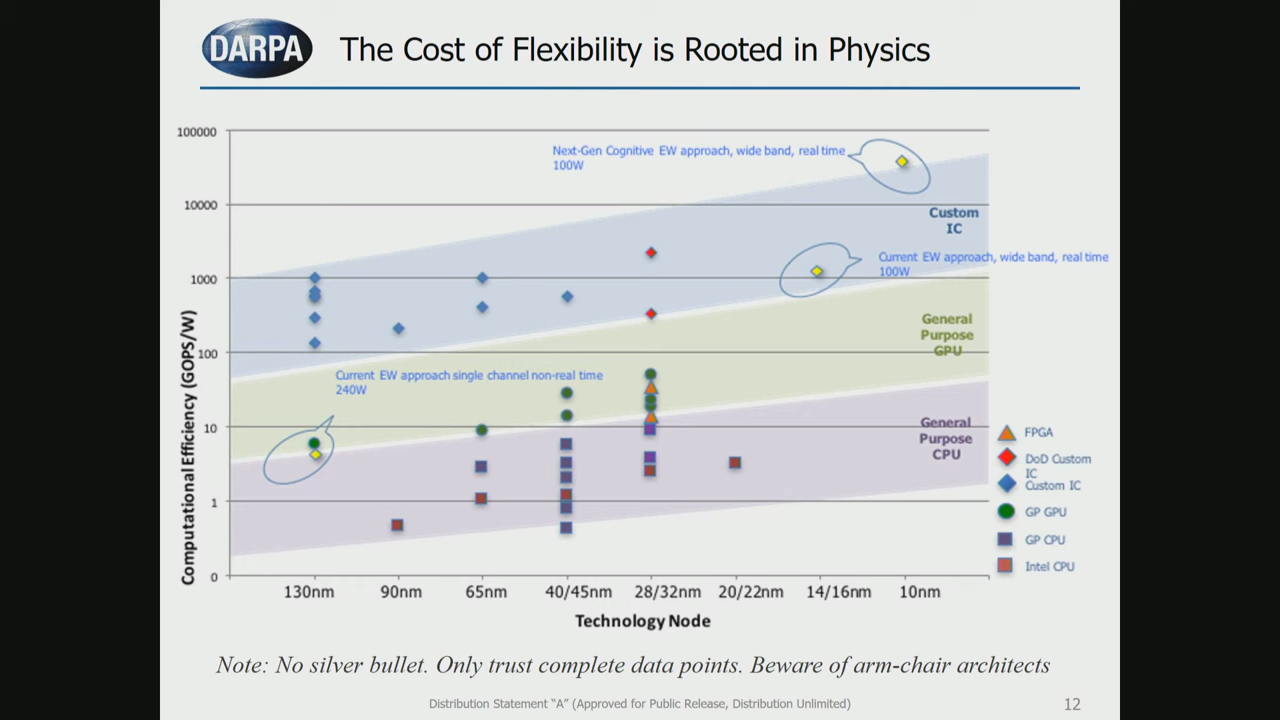 DARPA
The Cost of Flexibility is Rooted in Physics
100000
10000
1000
100
10
1
0
Computational Efficiency (GOPS/W)
Next-Gen Cognitive EW approach, wide band, real time
100W
Custom
IC
Current EW approach, wide band, real time
100W
General
Purpose
GPU
Current EW approach single channel non-real time
240W
General
Purpose
CPU
FPGA
DoD Custom
IC
Custom IC
GP GPU
GP CPU
Intel CPU
130nm
90nm
65nm
40/45nm
28/32nm
20/22nm
14/16nm
10nm
Technology Node
Note: No silver bullet. Only trust complete data points. Beware of arm-chair architects
Distribution Statement “A” (Approved for Public Release, Distribution Unlimited)
12